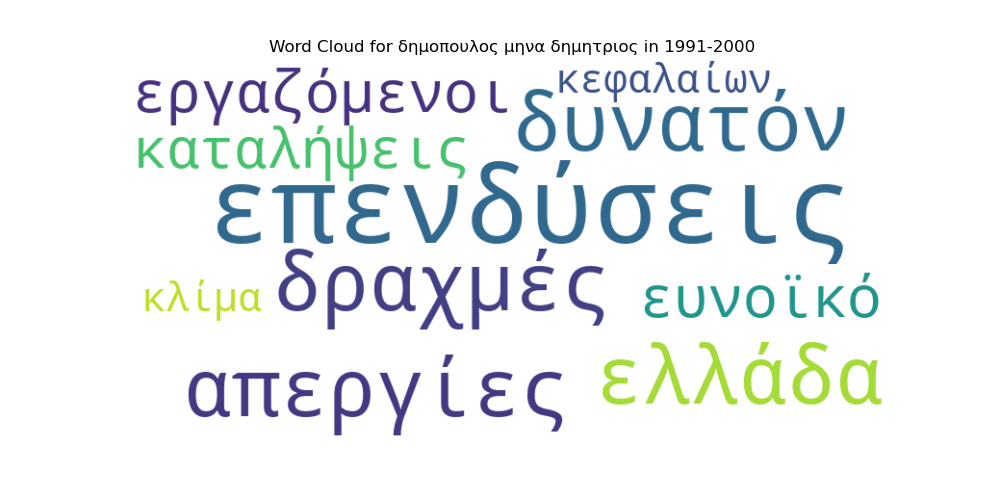 Word Cloud for δημοπουλος μηνα δημητριος in 1991-2000
εργαζόμενοι
κεφαλαίων
δυνατόν
καταλήψεις
επενδύσεις
δραχμές
κλίμα
ευνοϊκό
απεργίες
ελλάδα